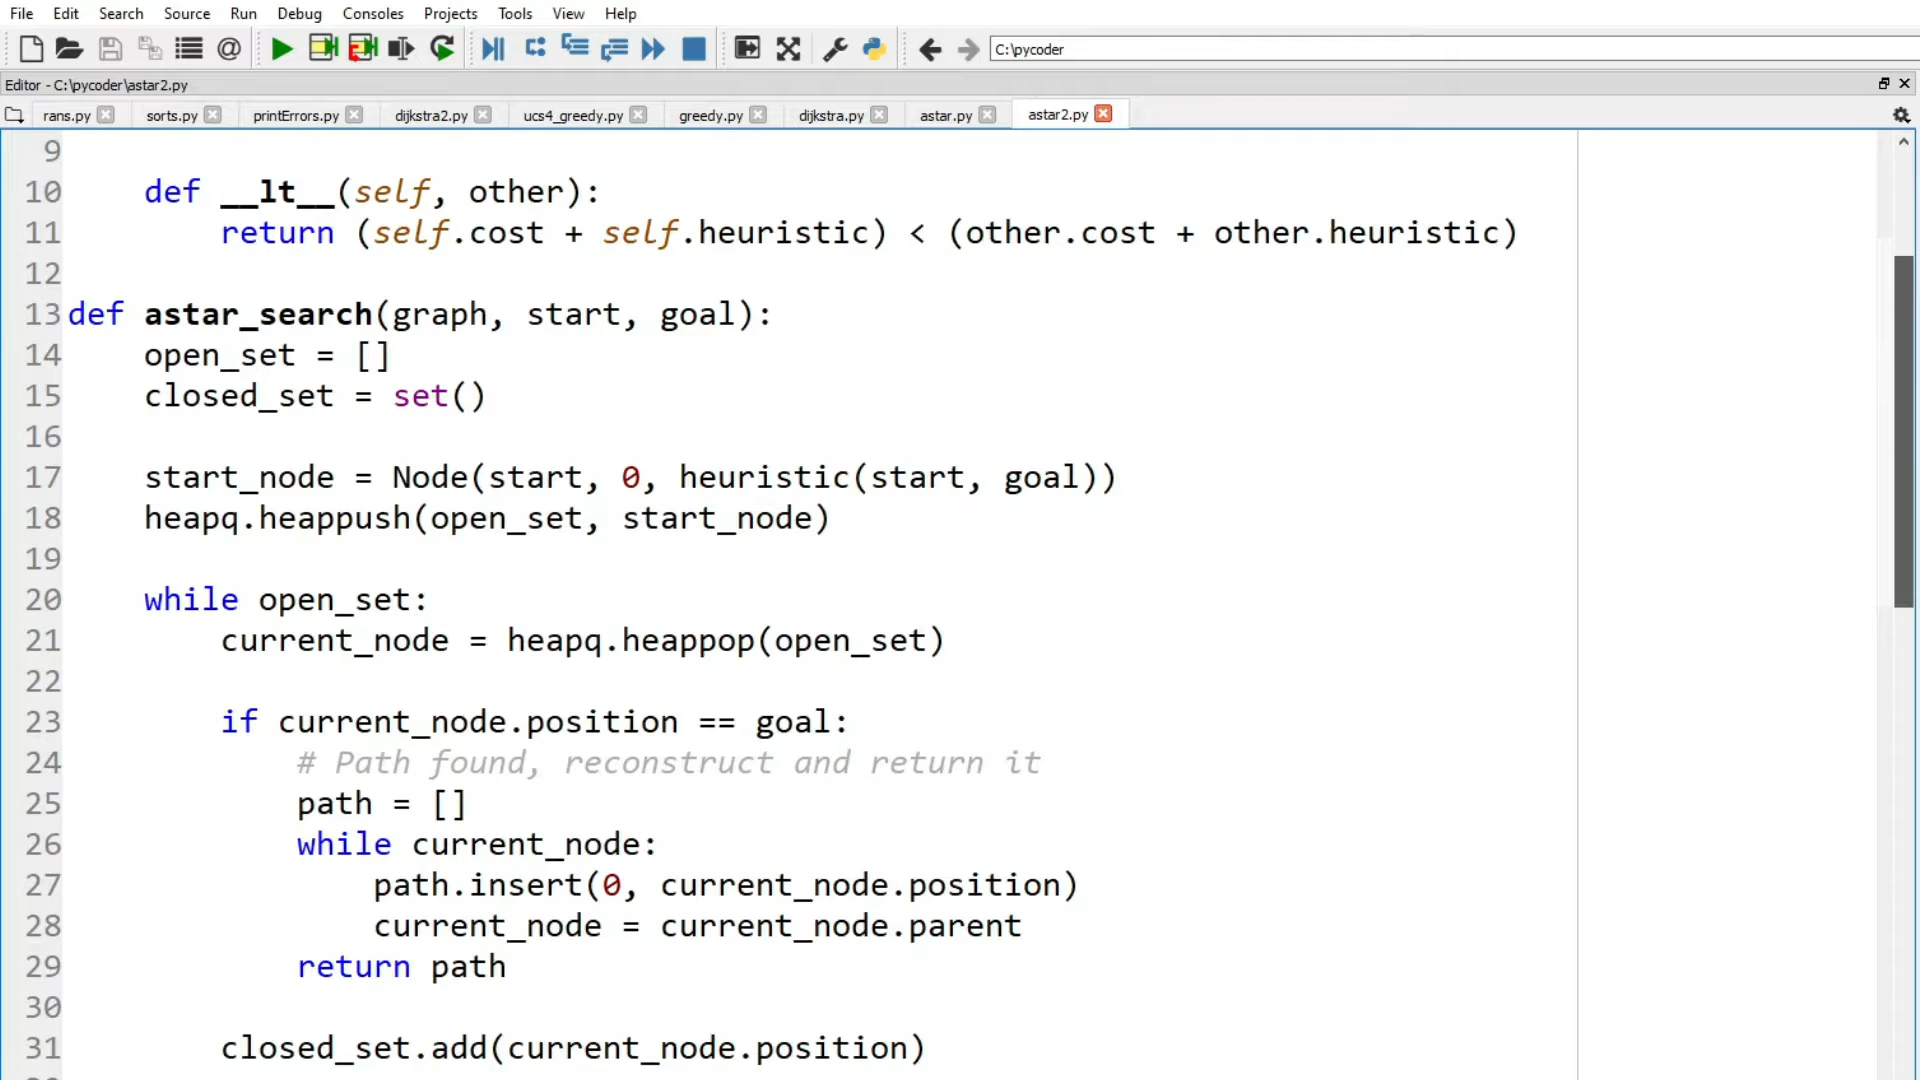 File Edit Search Source Run Debug Consoles Projects Tools View Help
@ C:\pycoder
Editor - C:\pycoder\astar2.py
rans.py sorts.py printErrors.py dijkstra2.py ucs4_greedy.py greedy.py dijkstra.py astar.py astar2.py
9
10 def __lt__(self, other):
11 return (self.cost + self.heuristic) < (other.cost + other.heuristic)
12
13 def astar_search(graph, start, goal):
14 open_set = []
15 closed_set = set()
16
17 start_node = Node(start, 0, heuristic(start, goal))
18 heapq.heappush(open_set, start_node)
19
20 while open_set:
21 current_node = heapq.heappop(open_set)
22
23 if current_node.position == goal:
24 # Path found, reconstruct and return it
25 path = []
26 while current_node:
27 path.insert(0, current_node.position)
28 current_node = current_node.parent
29 return path
30
31 closed_set.add(current_node.position)